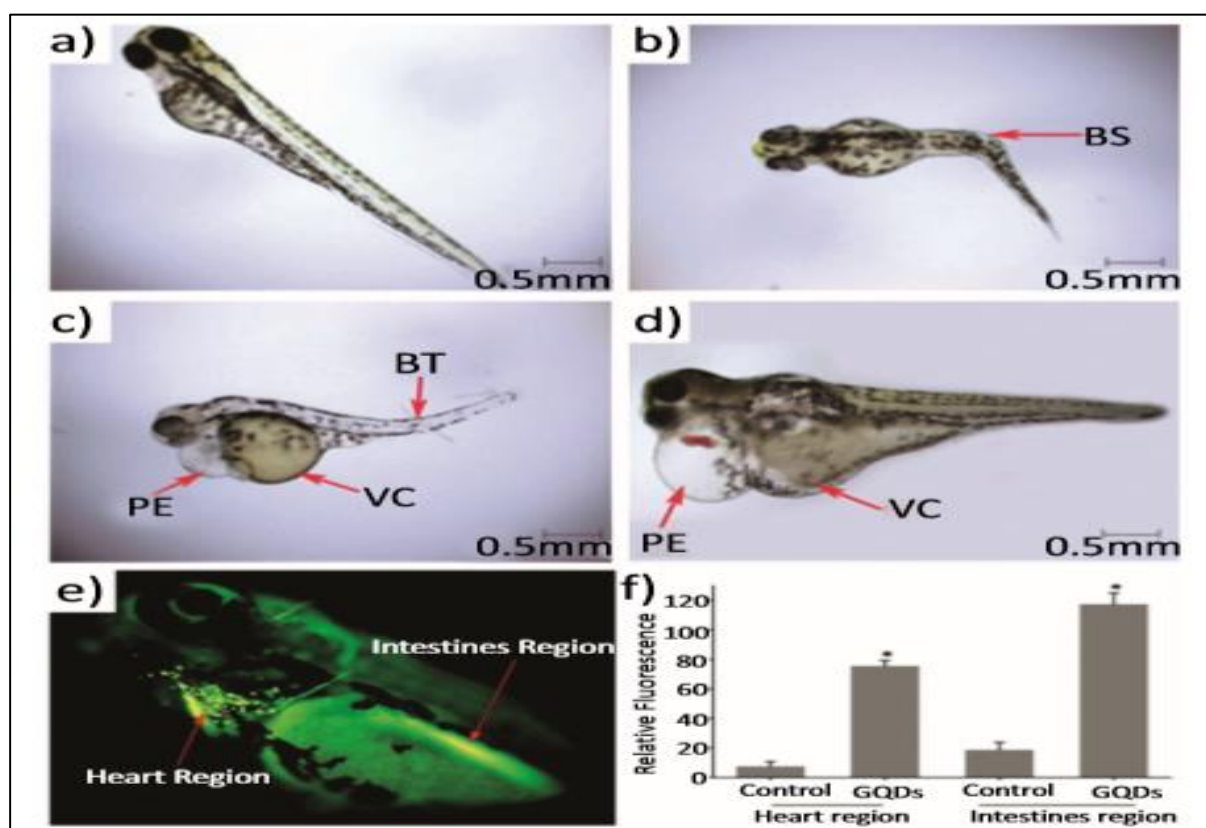 a)
0.5mm
b)
BS
0.5mm
c)
BT
PE
VC
0.5mm
d)
PE
VC
0.5mm
e)
Intestines Region
Heart Region
f)
Relative Fluorescence
120
100
80
60
40
20
0
Control GQDs Control GQDs
Heart region Intestines region